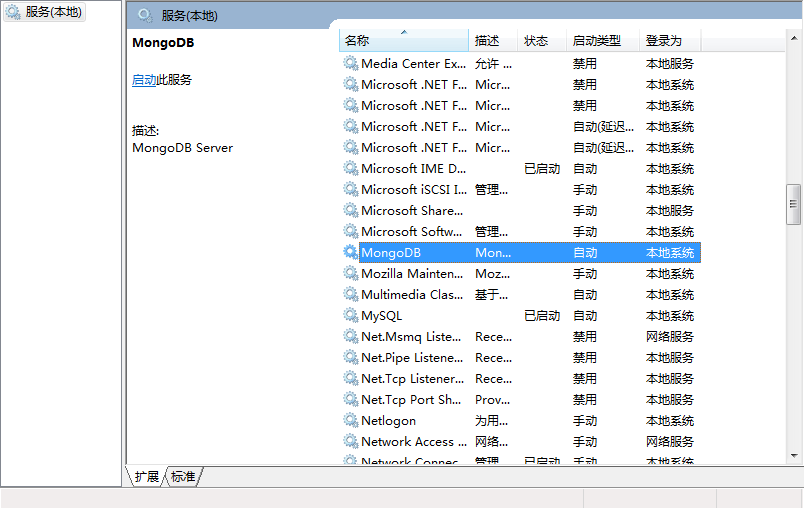 服务(本地)
服务(本地)
MongoDB
启动此服务
描述:
MongoDB Server
名称 描述 状态 启动类型 登录为
Media Center Ex... 允许 ... 禁用 本地服务
Microsoft .NET F... Micr... 禁用 本地系统
Microsoft .NET F... Micr... 禁用 本地系统
Microsoft .NET F... Micr... 自动(延迟... 本地系统
Microsoft .NET F... Micr... 自动(延迟... 本地系统
Microsoft IME D... 已启动 自动 本地系统
Microsoft iSCSI I... 管理... 手动 本地系统
Microsoft Share... 手动 本地服务
Microsoft Softw... 管理... 手动 本地系统
MongoDB Mon... 自动 本地系统
Mozilla Mainten... Moz... 手动 本地系统
Multimedia Clas... 基于... 自动 本地系统
MySQL 已启动 自动 本地系统
Net.Msmq Liste... Rece... 禁用 网络服务
Net.Pipe Listene... Rece... 禁用 本地服务
Net.Tcp Listener... Rece... 禁用 本地服务
Net.Tcp Port Sh... Prov... 禁用 本地服务
Netlogon 为用... 手动 本地系统
Network Access ... 网络... 手动 网络服务
Network Connec... 管理... 已启动 手动 本地系统
扩展 标准